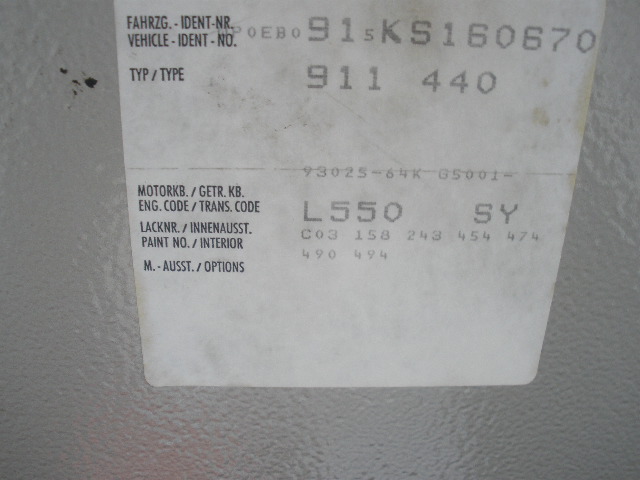 FAHRZG. - IDENT-NR. P0EB0 91 5 KS160670
VEHICLE - IDENT - NO.
TYP / TYPE 911 440
93025-64K G5001-
MOTORKB. / GETR. KB.
ENG. CODE / TRANS. CODE
LACKNR. / INNENAUSST. L550 SY
PAINT NO. / INTERIOR C03 158 243 454 474
M. - AUSST. / OPTIONS 490 494